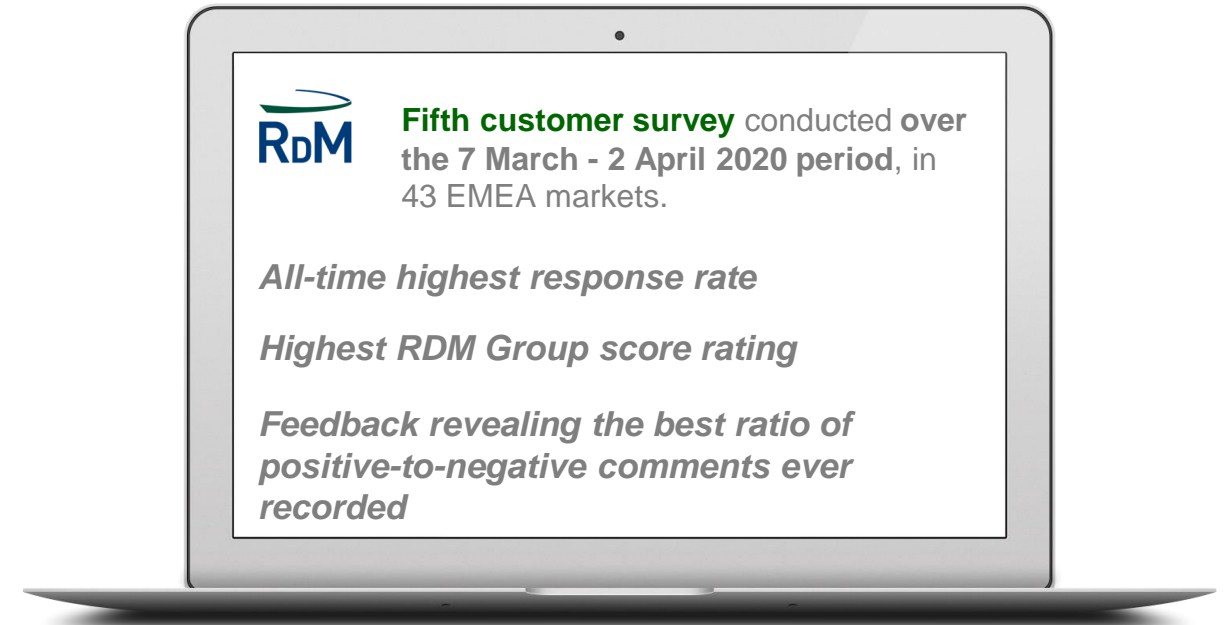 RDM
Fifth customer survey conducted over
the 7 March - 2 April 2020 period, in
43 EMEA markets.
All-time highest response rate
Highest RDM Group score rating
Feedback revealing the best ratio of
positive-to-negative comments ever
recorded